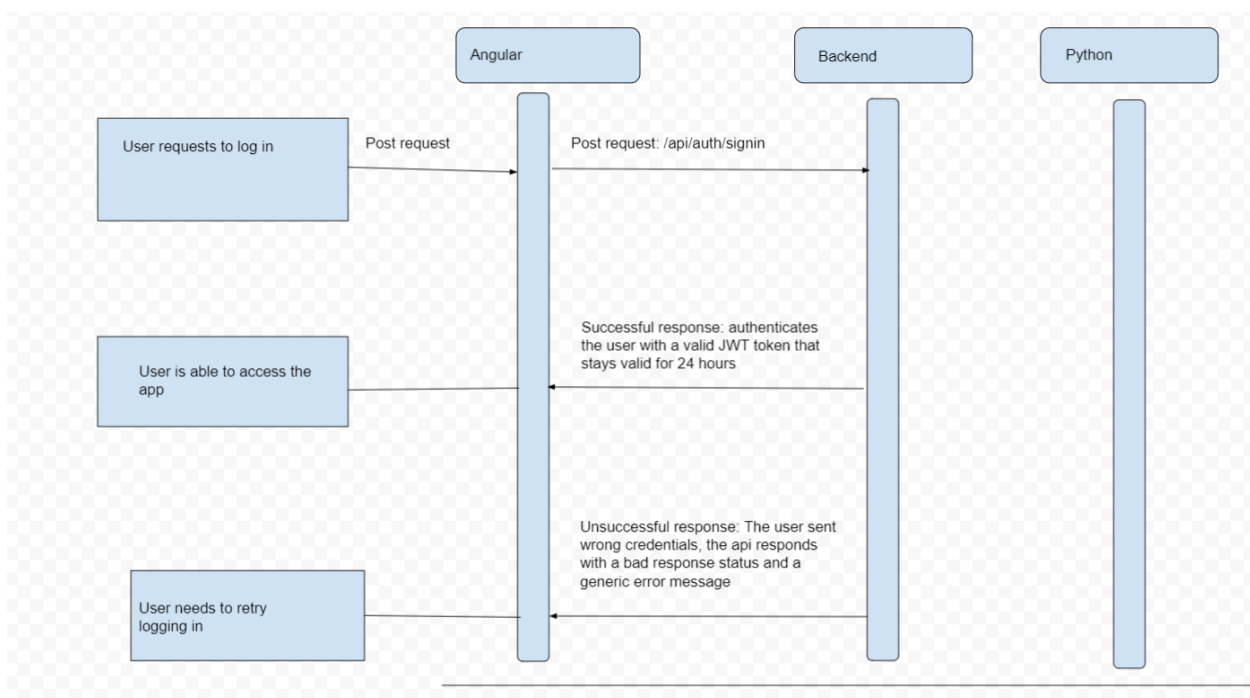 Angular
Backend
Python
User requests to log in
Post request
Post request: /api/auth/signin
Successful response: authenticates
the user with a valid JWT token that
stays valid for 24 hours
User is able to access the
app
Unsuccessful response: The user sent
wrong credentials, the api responds
with a bad response status and a
generic error message
User needs to retry
logging in